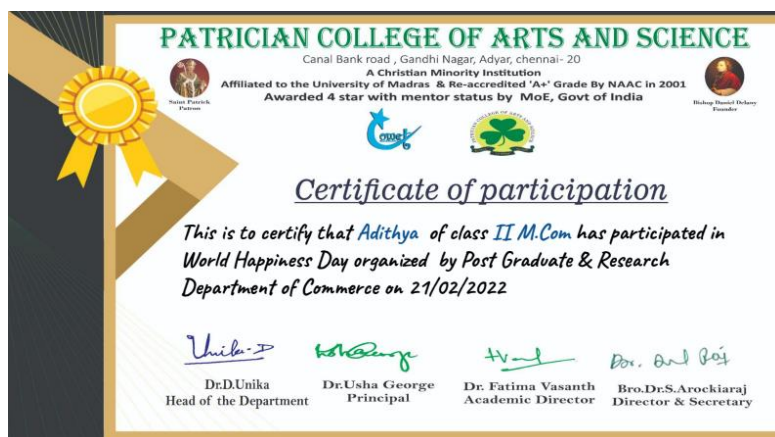 PATRICIAN COLLEGE OF ARTS AND SCIENCE
Canal Bank road , Gandhi Nagar, Adyar, chennai- 20
A Christian Minority Institution
Affiliated to the University of Madras & Re-accredited 'A+' Grade By NAAC in 2001
Awarded 4 star with mentor status by MoE, Govt of India
Saint Patrick
Patron
Bishop Daniel Delany
Founder
Certificate of participation
This is to certify that Adithya of class II M.Com has participated in
World Happiness Day organized by Post Graduate & Research
Department of Commerce on 21/02/2022
Unika-D
Dr.D.Unika
Head of the Department
Dr.Usha George
Principal
Dr. Fatima Vasanth
Academic Director
Bro.Dr.S.Arockiaraj
Director & Secretary